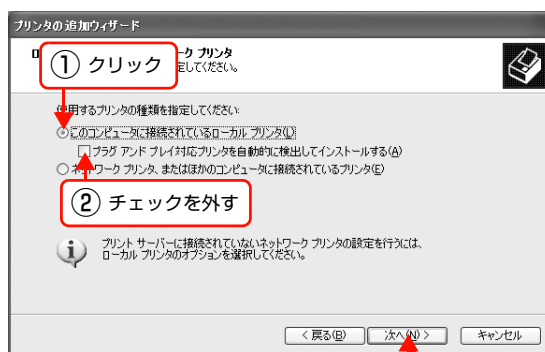 プリンタの追加ウィザード
ーク プリンタ
定してください。
① クリック
使用するプリンタの種類を指定してください:
このコンピュータに接続されているローカル プリンタ(L)
プラグ アンド プレイ対応プリンタを自動的に検出してインストールする(A)
ネットワーク プリンタ、またはほかのコンピュータに接続されているプリンタ(E)
② チェックを外す
プリント サーバーに接続されていないネットワーク プリンタの設定を行うには、
ローカル プリンタのオプションを選択してください。
< 戻る(B) 次へ(N) > キャンセル